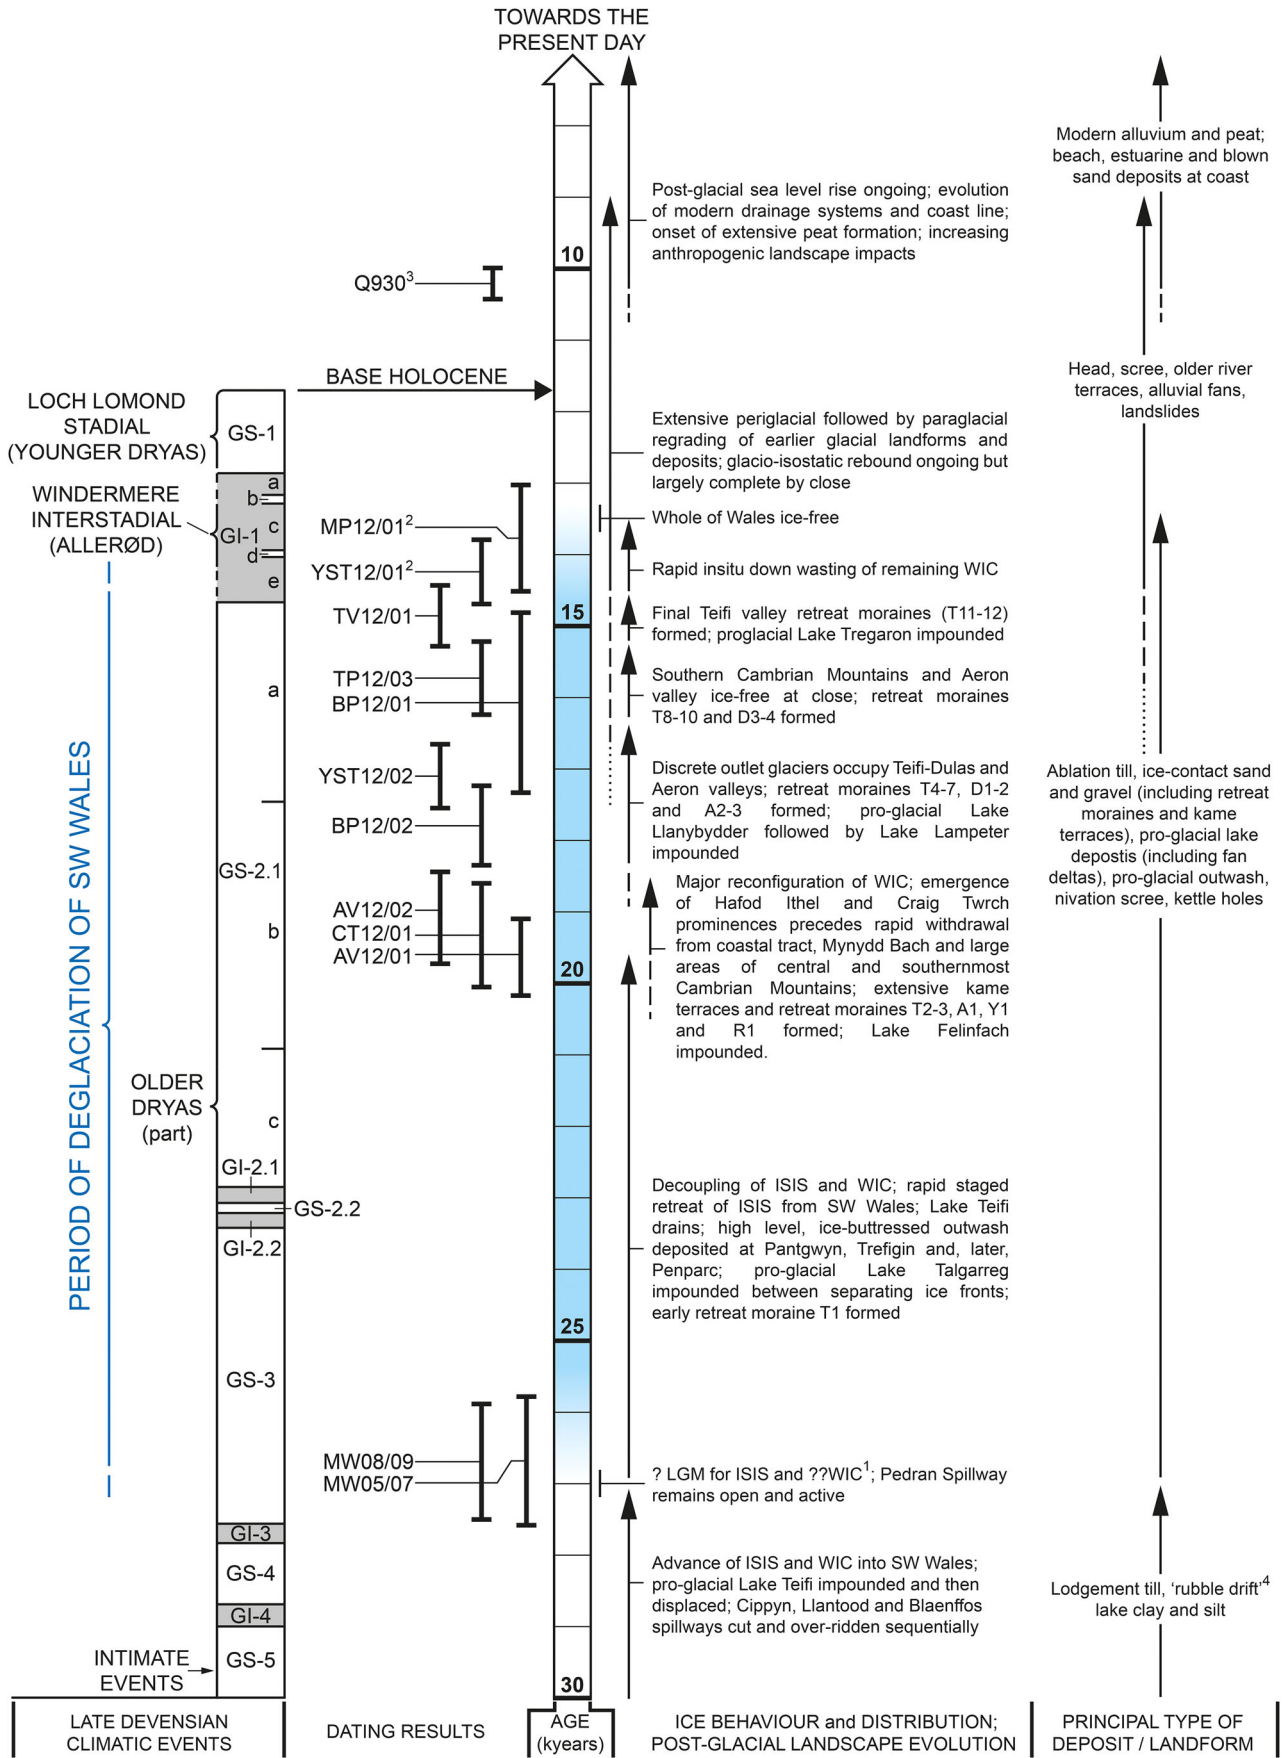 TOWARDS THE
PRESENT DAY
Modern alluvium and peat;
beach, estuarine and blown
sand deposits at coast
Post-glacial sea level rise ongoing; evolution
of modern drainage systems and coast line;
onset of extensive peat formation; increasing
anthropogenic landscape impacts
10
Q930³
BASE HOLOCENE
Head, scree, older river
terraces, alluvial fans,
landslides
LOCH LOMOND
STADIAL
(YOUNGER DRYAS)
GS-1
Extensive periglacial followed by paraglacial
regrading of earlier glacial landforms and
deposits; glacio-isostatic rebound ongoing but
largely complete by close
WINDERMERE
INTERSTADIAL
(ALLERØD)
GI-1
a
b
c
d
e
MP12/01²
YST12/01²
TV12/01
TP12/03
BP12/01
YST12/02
BP12/02
AV12/02
CT12/01
AV12/01
Whole of Wales ice-free
Rapid insitu down wasting of remaining WIC
15
Final Teifi valley retreat moraines (T11-12)
formed; proglacial Lake Tregaron impounded
Southern Cambrian Mountains and Aeron
valley ice-free at close; retreat moraines
T8-10 and D3-4 formed
Discrete outlet glaciers occupy Teifi-Dulas and
Aeron valleys; retreat moraines T4-7, D1-2
and A2-3 formed; pro-glacial Lake
Llanybydder followed by Lake Lampeter
impounded
Ablation till, ice-contact sand
and gravel (including retreat
moraines and kame
terraces), pro-glacial lake
depostis (including fan
deltas), pro-glacial outwash,
nivation scree, kettle holes
Major reconfiguration of WIC; emergence
of Hafod Ithel and Craig Twrch
prominences precedes rapid withdrawal
from coastal tract, Mynydd Bach and large
areas of central and southernmost
Cambrian Mountains; extensive kame
terraces and retreat moraines T2-3, A1, Y1
and R1 formed; Lake Felinfach
impounded.
20
PERIOD OF DEGLACIATION OF SW WALES
a
GS-2.1
b
OLDER
DRYAS
(part)
c
GI-2.1
GS-2.2
GI-2.2
Decoupling of ISIS and WIC; rapid staged
retreat of ISIS from SW Wales; Lake Teifi
drains; high level, ice-buttressed outwash
deposited at Pantgwyn, Trefigin and, later,
Penparc; pro-glacial Lake Talgarreg
impounded between separating ice fronts;
early retreat moraine T1 formed
25
GS-3
MW08/09
MW05/07
? LGM for ISIS and ??WIC¹; Pedran Spillway
remains open and active
GI-3
GS-4
GI-4
GS-5
Advance of ISIS and WIC into SW Wales;
pro-glacial Lake Teifi impounded and then
displaced; Cippyn, Llantood and Blaenffos
spillways cut and over-ridden sequentially
Lodgement till, ‘rubble drift’⁴
lake clay and silt
INTIMATE
EVENTS
30
LATE DEVENSIAN
CLIMATIC EVENTS
DATING RESULTS
AGE
(kyears)
ICE BEHAVIOUR and DISTRIBUTION;
POST-GLACIAL LANDSCAPE EVOLUTION
PRINCIPAL TYPE OF
DEPOSIT / LANDFORM